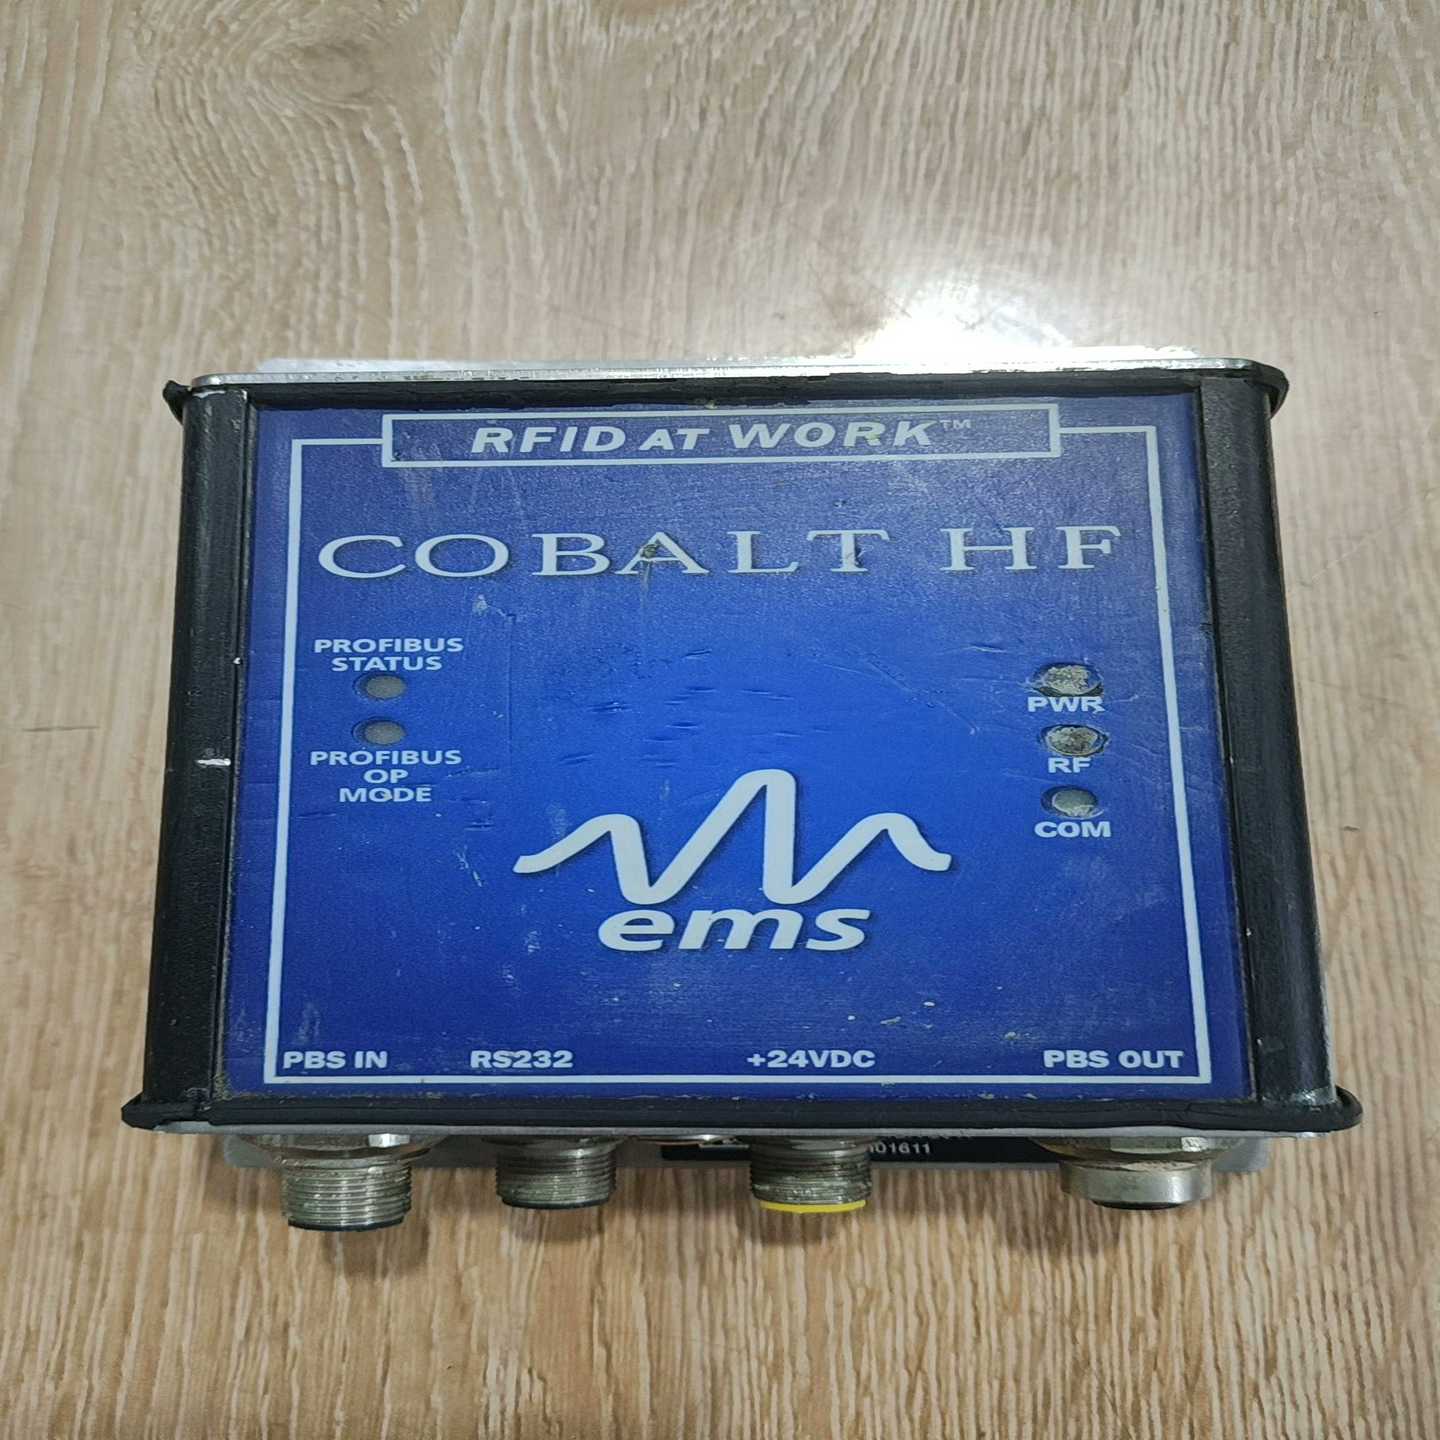 RFID AT WORK™
COBALT HF
PROFIBUS
STATUS
PROFIBUS
OP
MODE
PWR
RF
COM
ems
PBS IN RS232 +24VDC PBS OUT
01611